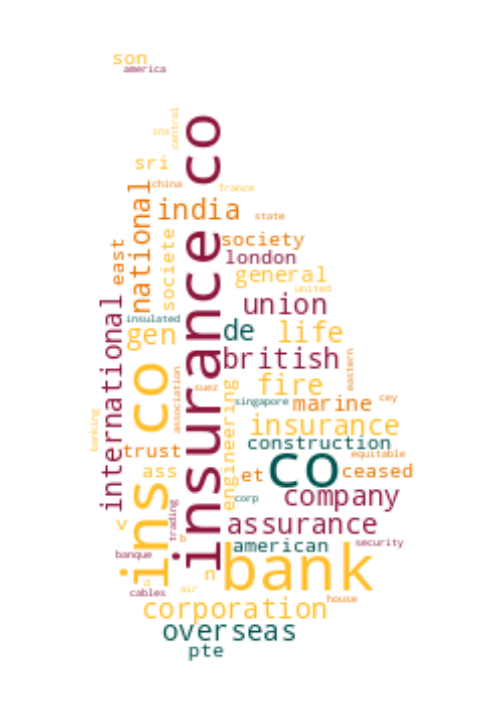 son
america
insurance co
central
ins
sri
china
france
national
india
state
societe
society
east
london
general
united
international
union
insulated
gen
de
life
british
eastern
ins co
association
suez
fire
engineering
singapore
marine
cey
banking
insurance
construction
equitable
trust
ass
et
co
ceased
corp
company
trading
v
assurance
b
american
security
banque
n
bank
d
air
cables
house
corporation
overseas
pte